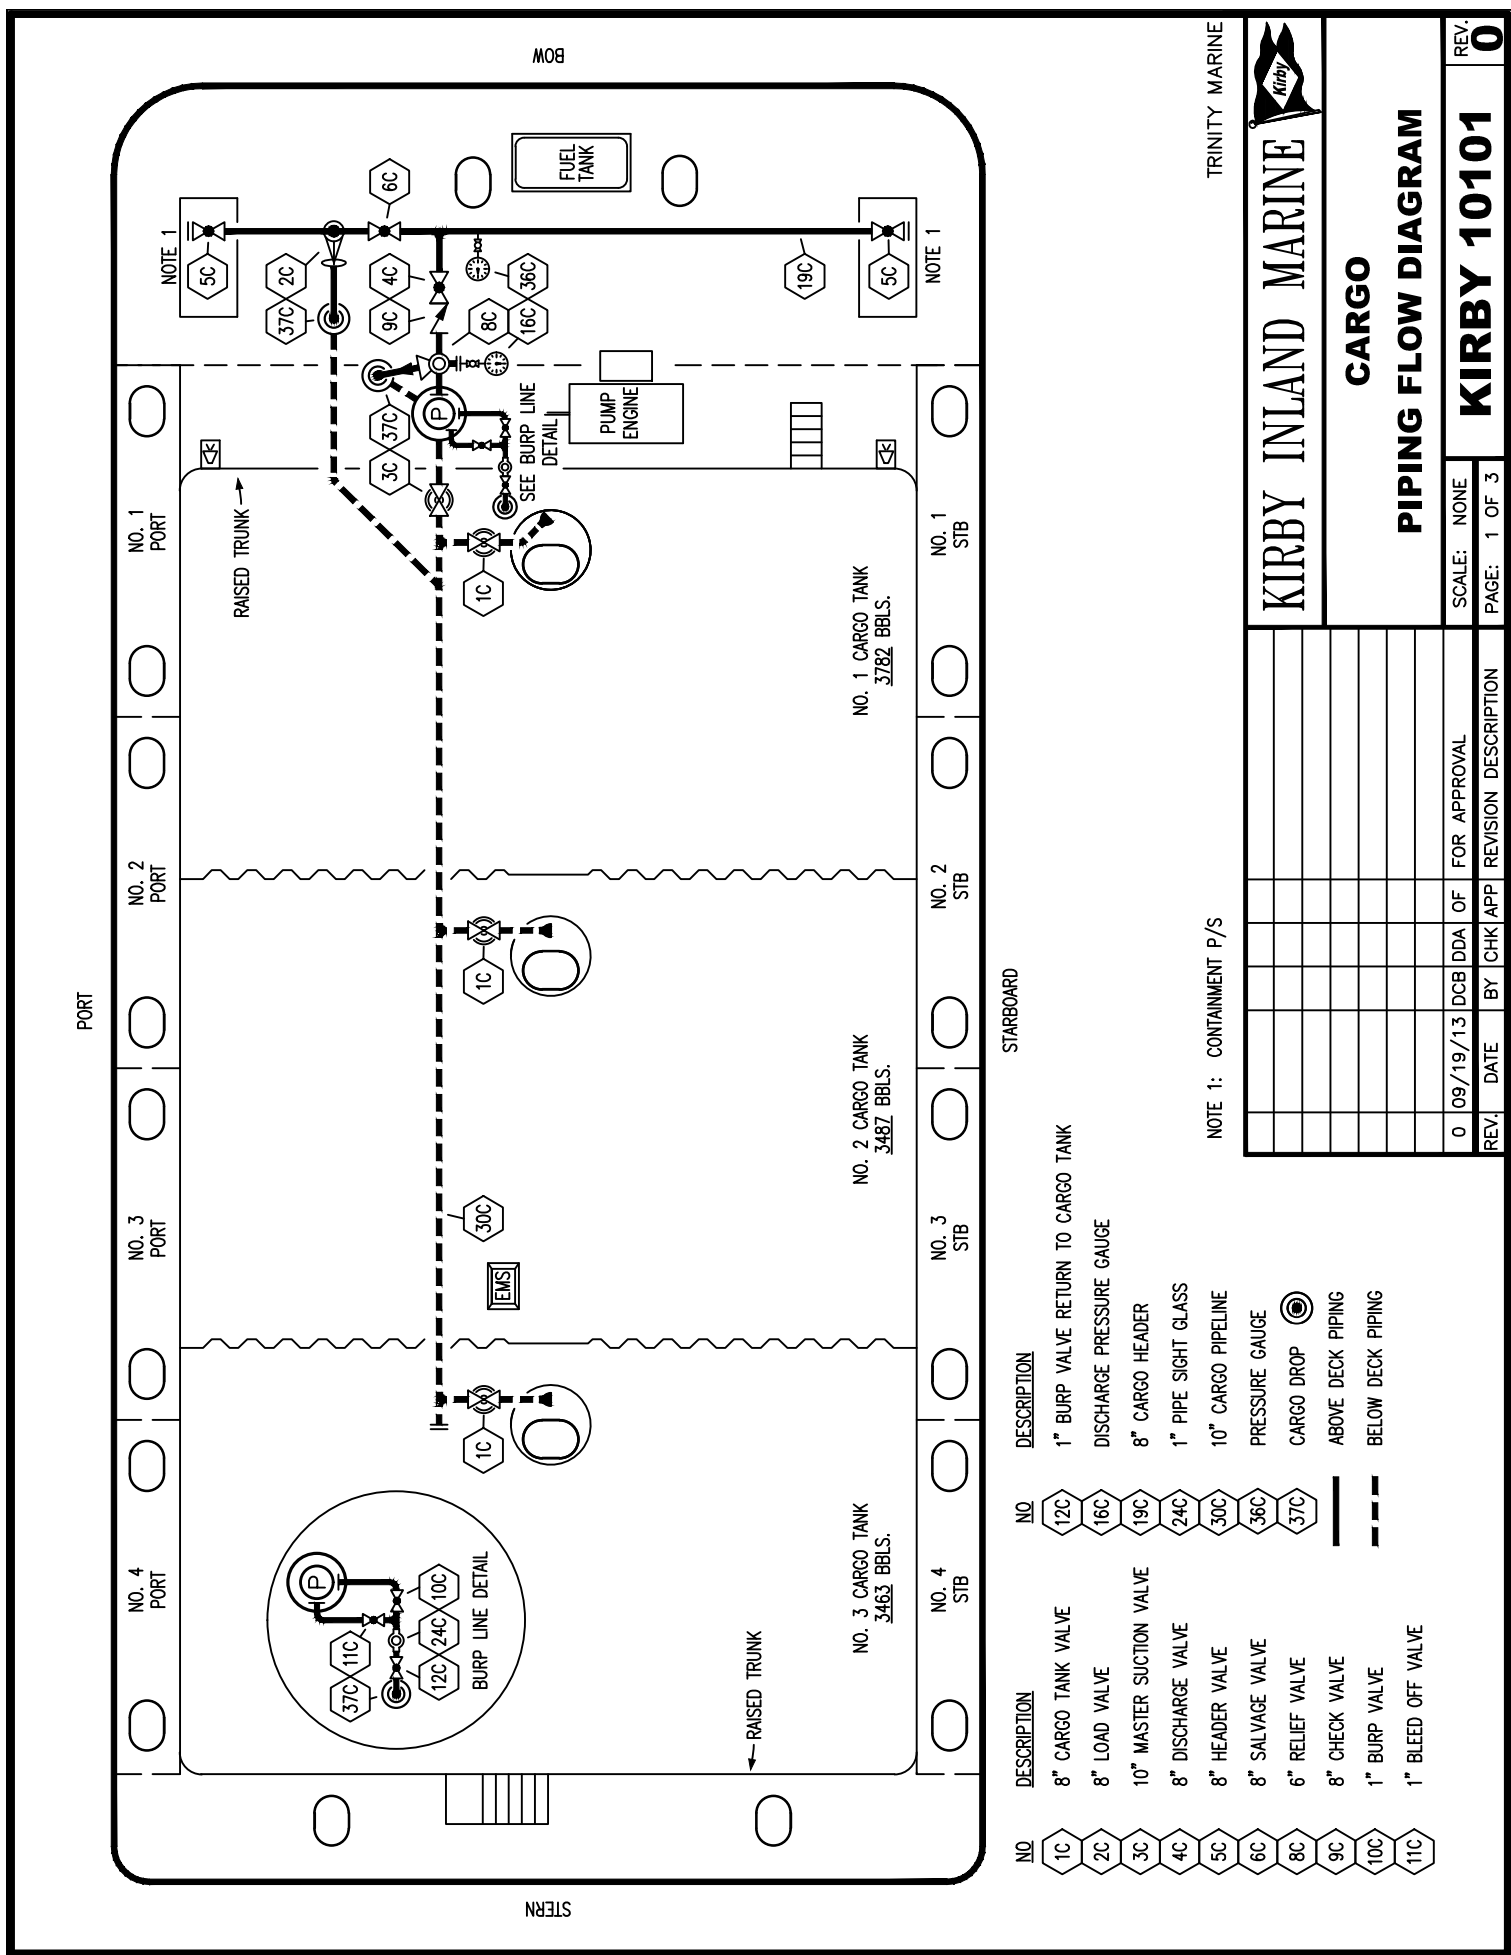 PORT
BOW
STERN
STARBOARD
NO. 4
PORT
NO. 3
PORT
NO. 2
PORT
NO. 1
PORT
RAISED TRUNK
NOTE 1
5C
2C
37C
6C
4C
9C
8C
36C
16C
37C
3C
P
SEE BURP LINE
DETAIL
PUMP
ENGINE
FUEL
TANK
19C
5C
NOTE 1
1C
1C
1C
30C
EMS
P
37C
11C
12C
24C
10C
BURP LINE DETAIL
NO. 3 CARGO TANK
3463 BBLS.
NO. 2 CARGO TANK
3487 BBLS.
NO. 1 CARGO TANK
3782 BBLS.
RAISED TRUNK
NO. 4
STB
NO. 3
STB
NO. 2
STB
NO. 1
STB
NO DESCRIPTION
1C 8" CARGO TANK VALVE
2C 8" LOAD VALVE
3C 10" MASTER SUCTION VALVE
4C 8" DISCHARGE VALVE
5C 8" HEADER VALVE
6C 8" SALVAGE VALVE
8C 6" RELIEF VALVE
9C 8" CHECK VALVE
10C 1" BURP VALVE
11C 1" BLEED OFF VALVE
NO DESCRIPTION
12C 1" BURP VALVE RETURN TO CARGO TANK
16C DISCHARGE PRESSURE GAUGE
19C 8" CARGO HEADER
24C 1" PIPE SIGHT GLASS
30C 10" CARGO PIPELINE
36C PRESSURE GAUGE
37C CARGO DROP
ABOVE DECK PIPING
BELOW DECK PIPING
NOTE 1: CONTAINMENT P/S
TRINITY MARINE
KIRBY INLAND MARINE
Kirby
CARGO
PIPING FLOW DIAGRAM
0 09/19/13 DCB DDA OF FOR APPROVAL
REV. DATE BY CHK APP REVISION DESCRIPTION
SCALE: NONE
PAGE: 1 OF 3
KIRBY 10101
REV.
0